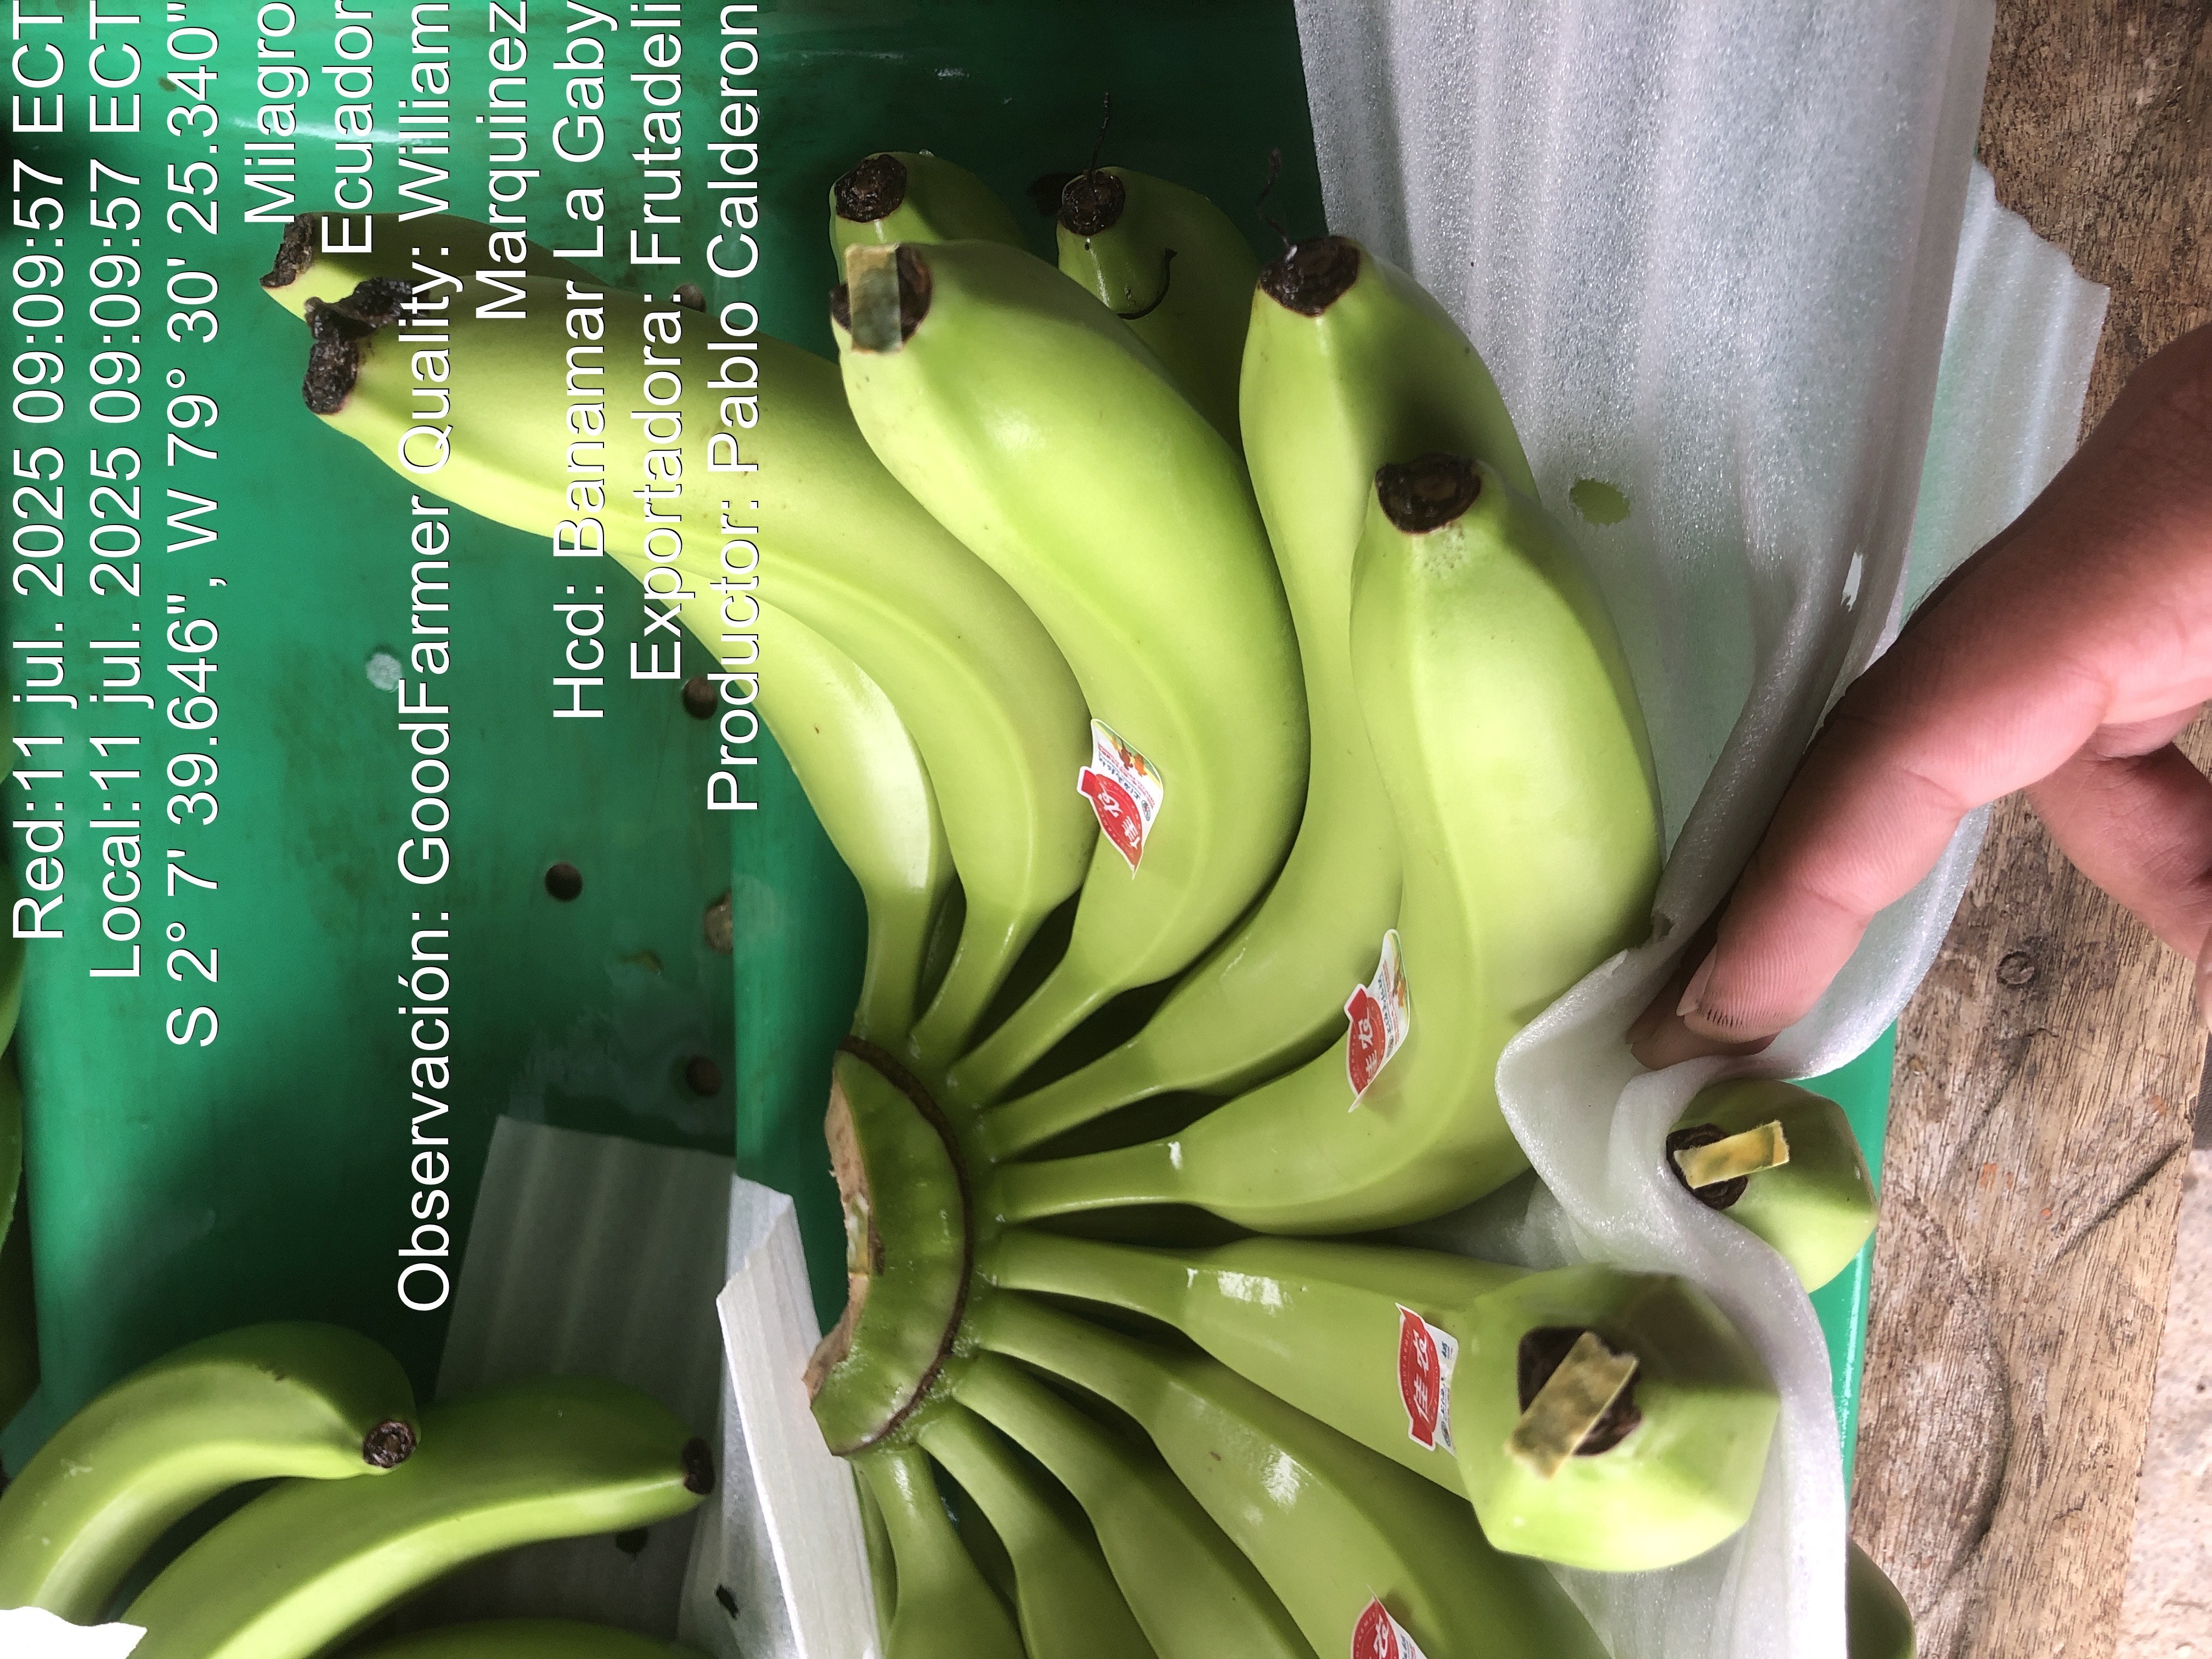 Red:11 jul. 2025 09:09:57 ECT
Local:11 jul. 2025 09:09:57 ECT
S 2° 7' 39.646", W 79° 30' 25.340"
Milagro
Ecuador
Observación: GoodFarmer Quality: William
Marquinez
Hcd: Banamar La Gaby
Exportadora: Frutadeli
Productor: Pablo Calderon
佳农
佳农
佳农
农